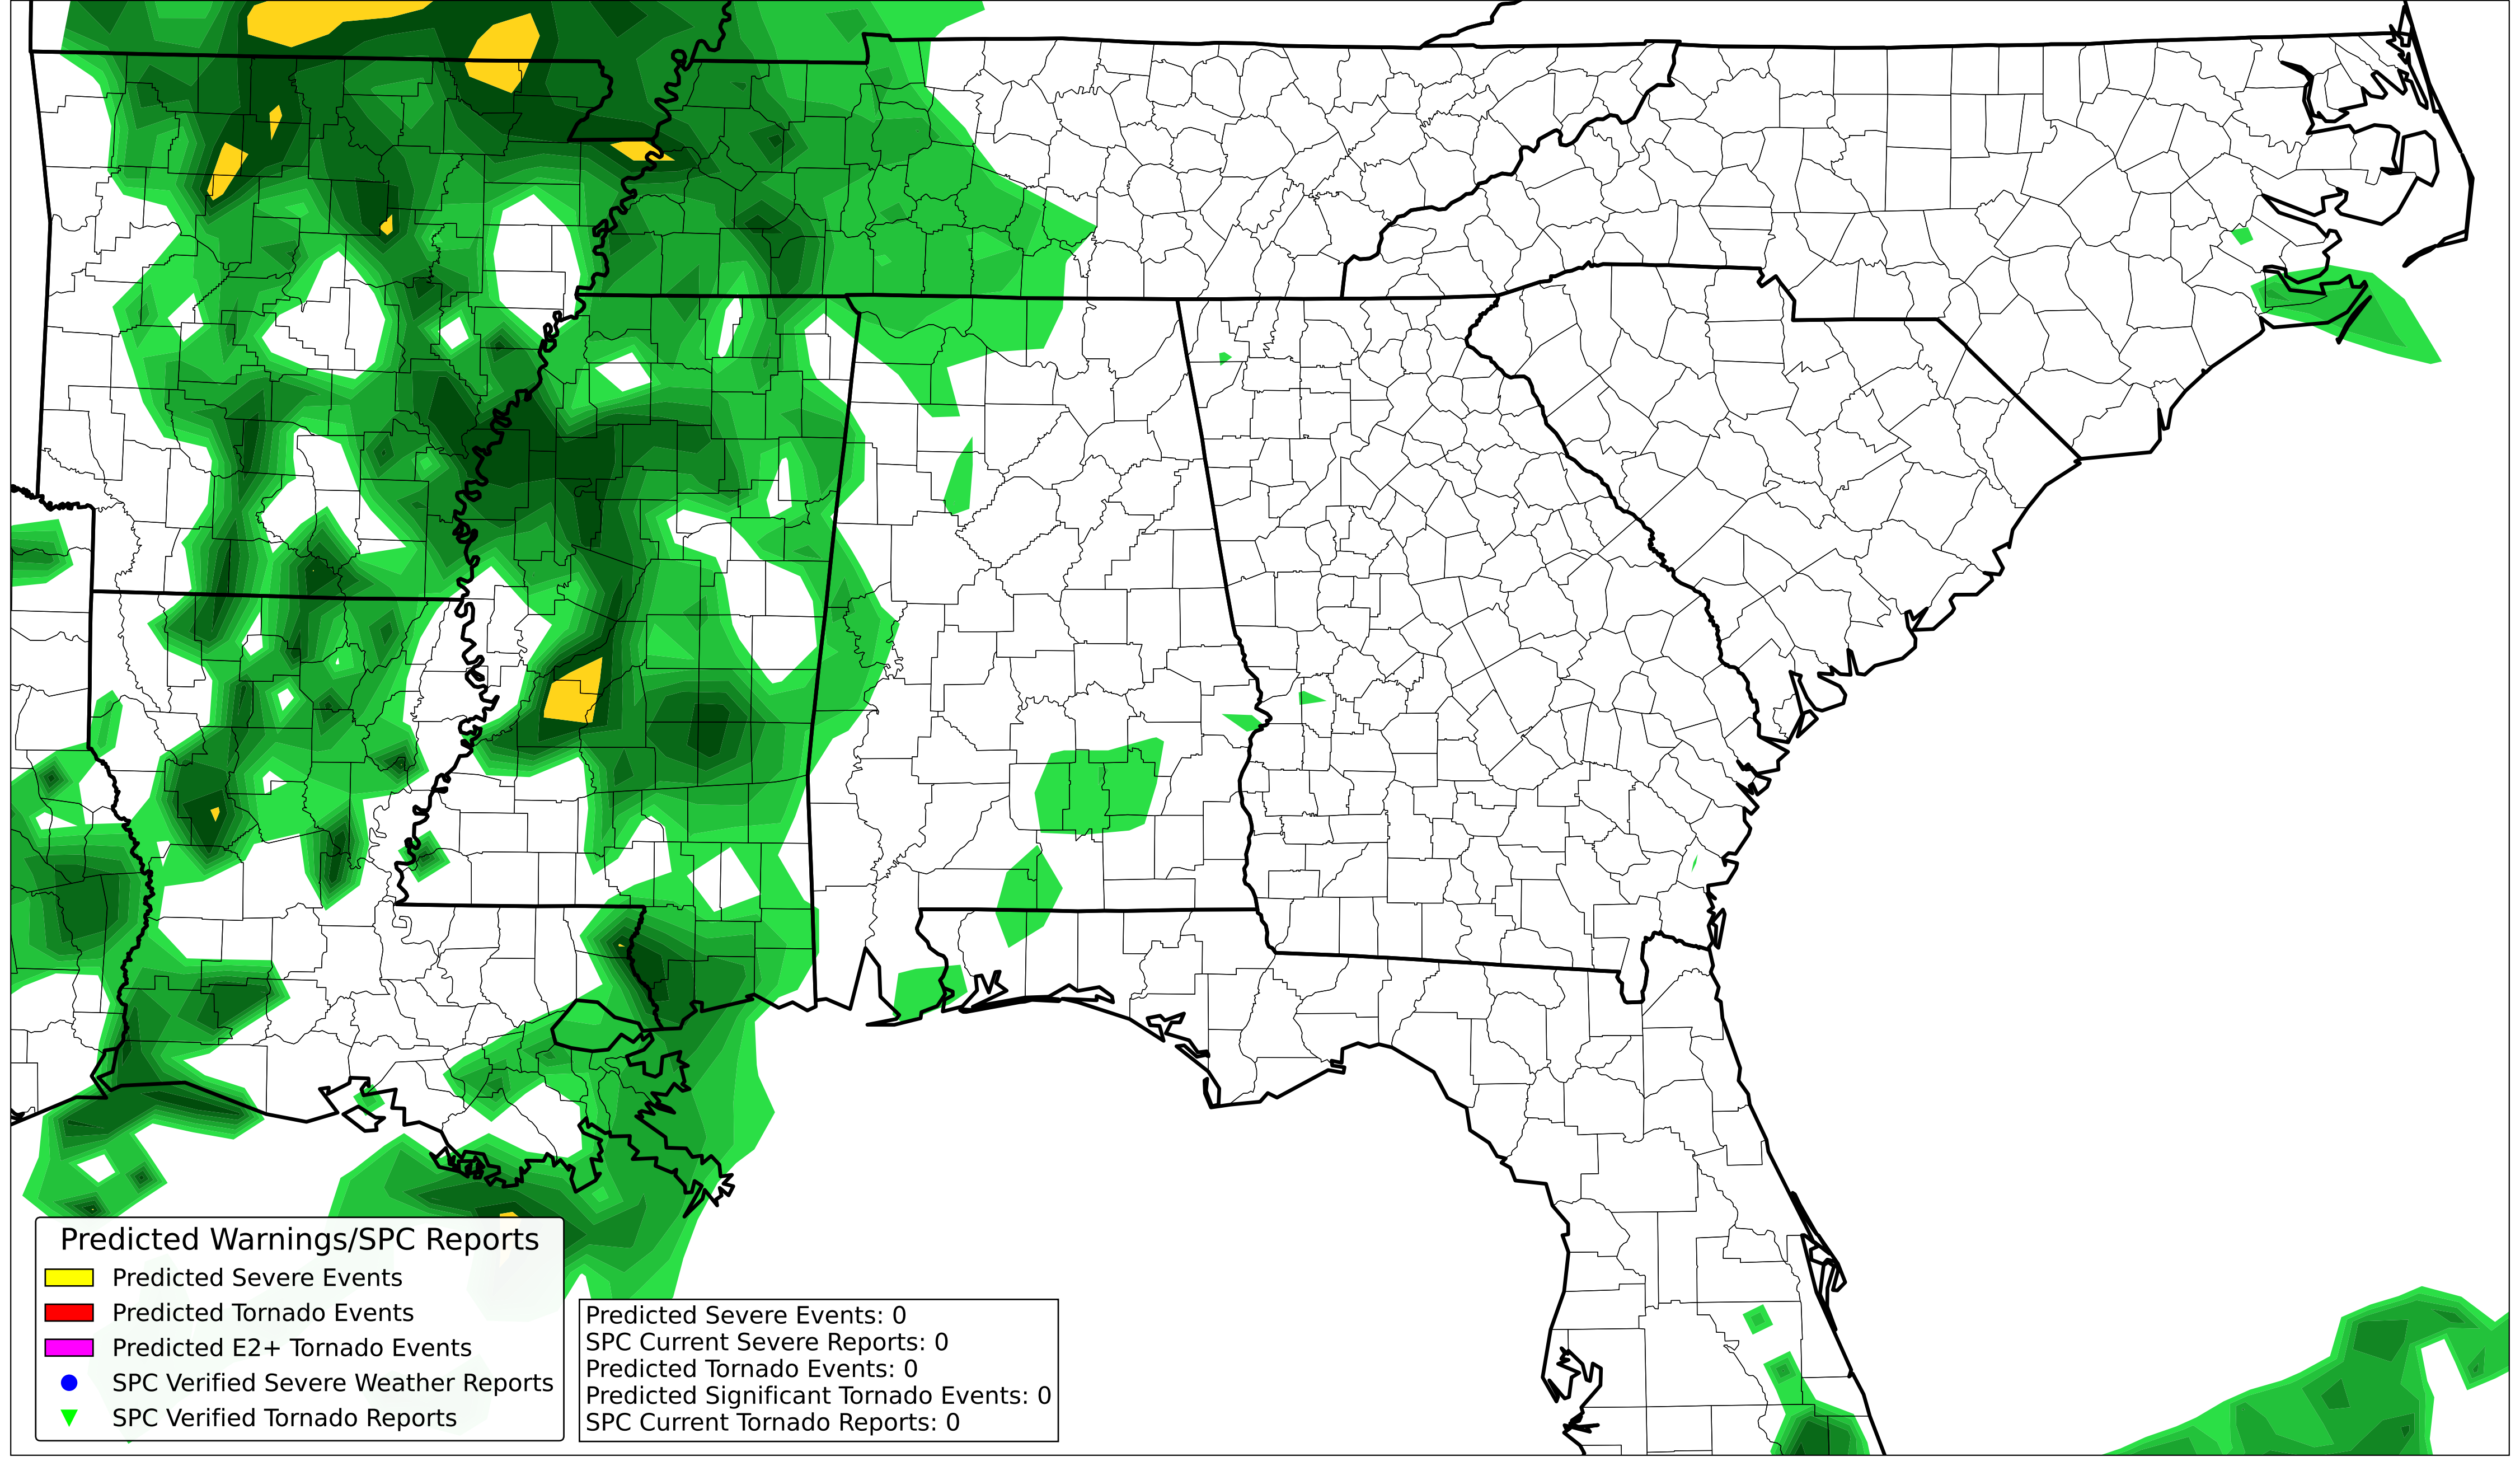 Predicted Warnings/SPC Reports
Predicted Severe Events
Predicted Tornado Events
Predicted E2+ Tornado Events
SPC Verified Severe Weather Reports
SPC Verified Tornado Reports
Predicted Severe Events: 0
SPC Current Severe Reports: 0
Predicted Tornado Events: 0
Predicted Significant Tornado Events: 0
SPC Current Tornado Reports: 0